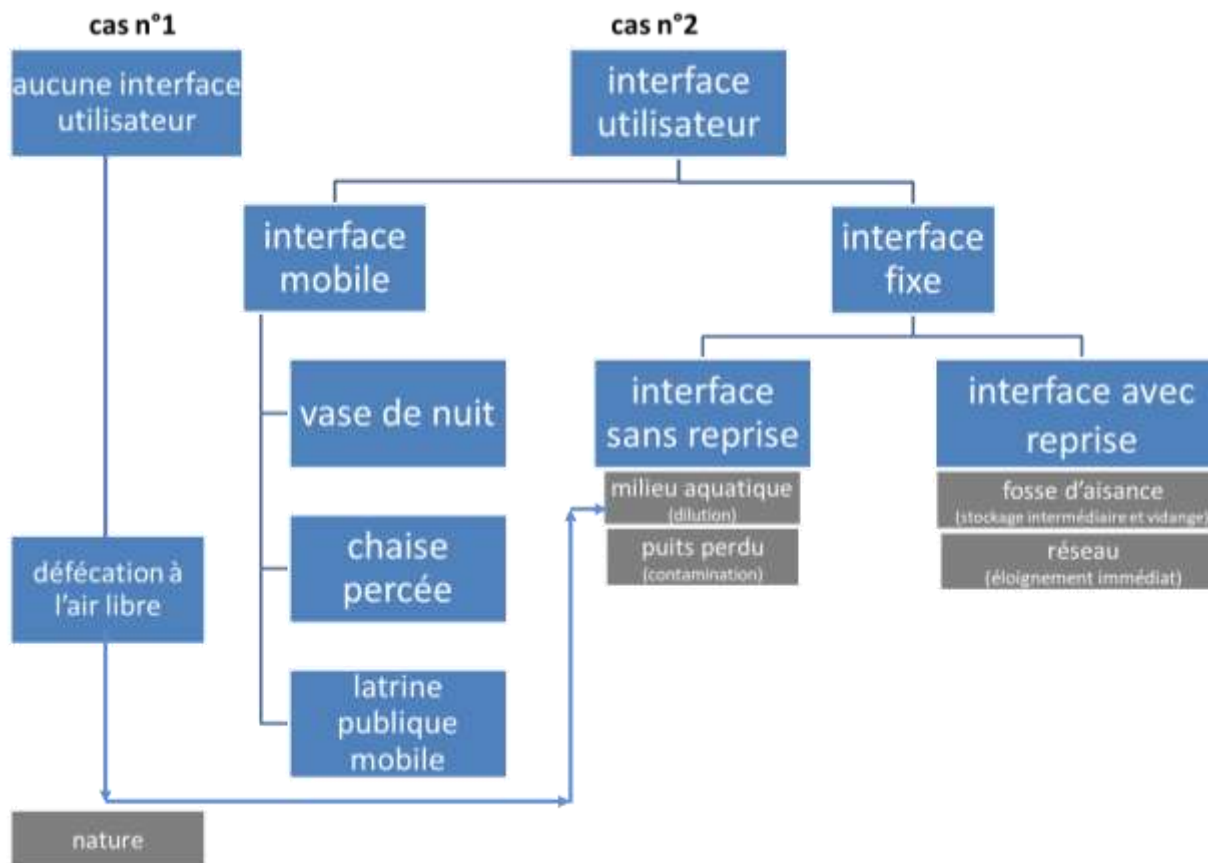 cas n°1
aucune interface
utilisateur
défécation à
l'air libre
nature
cas n°2
interface
utilisateur
interface
mobile
vase de nuit
chaise
percée
latrine
publique
mobile
interface
fixe
interface
sans reprise
milieu aquatique
(dilution)
puits perdu
(contamination)
interface avec
reprise
fosse d'aisance
(stockage intermédiaire et vidange)
réseau
(éloignement immédiat)